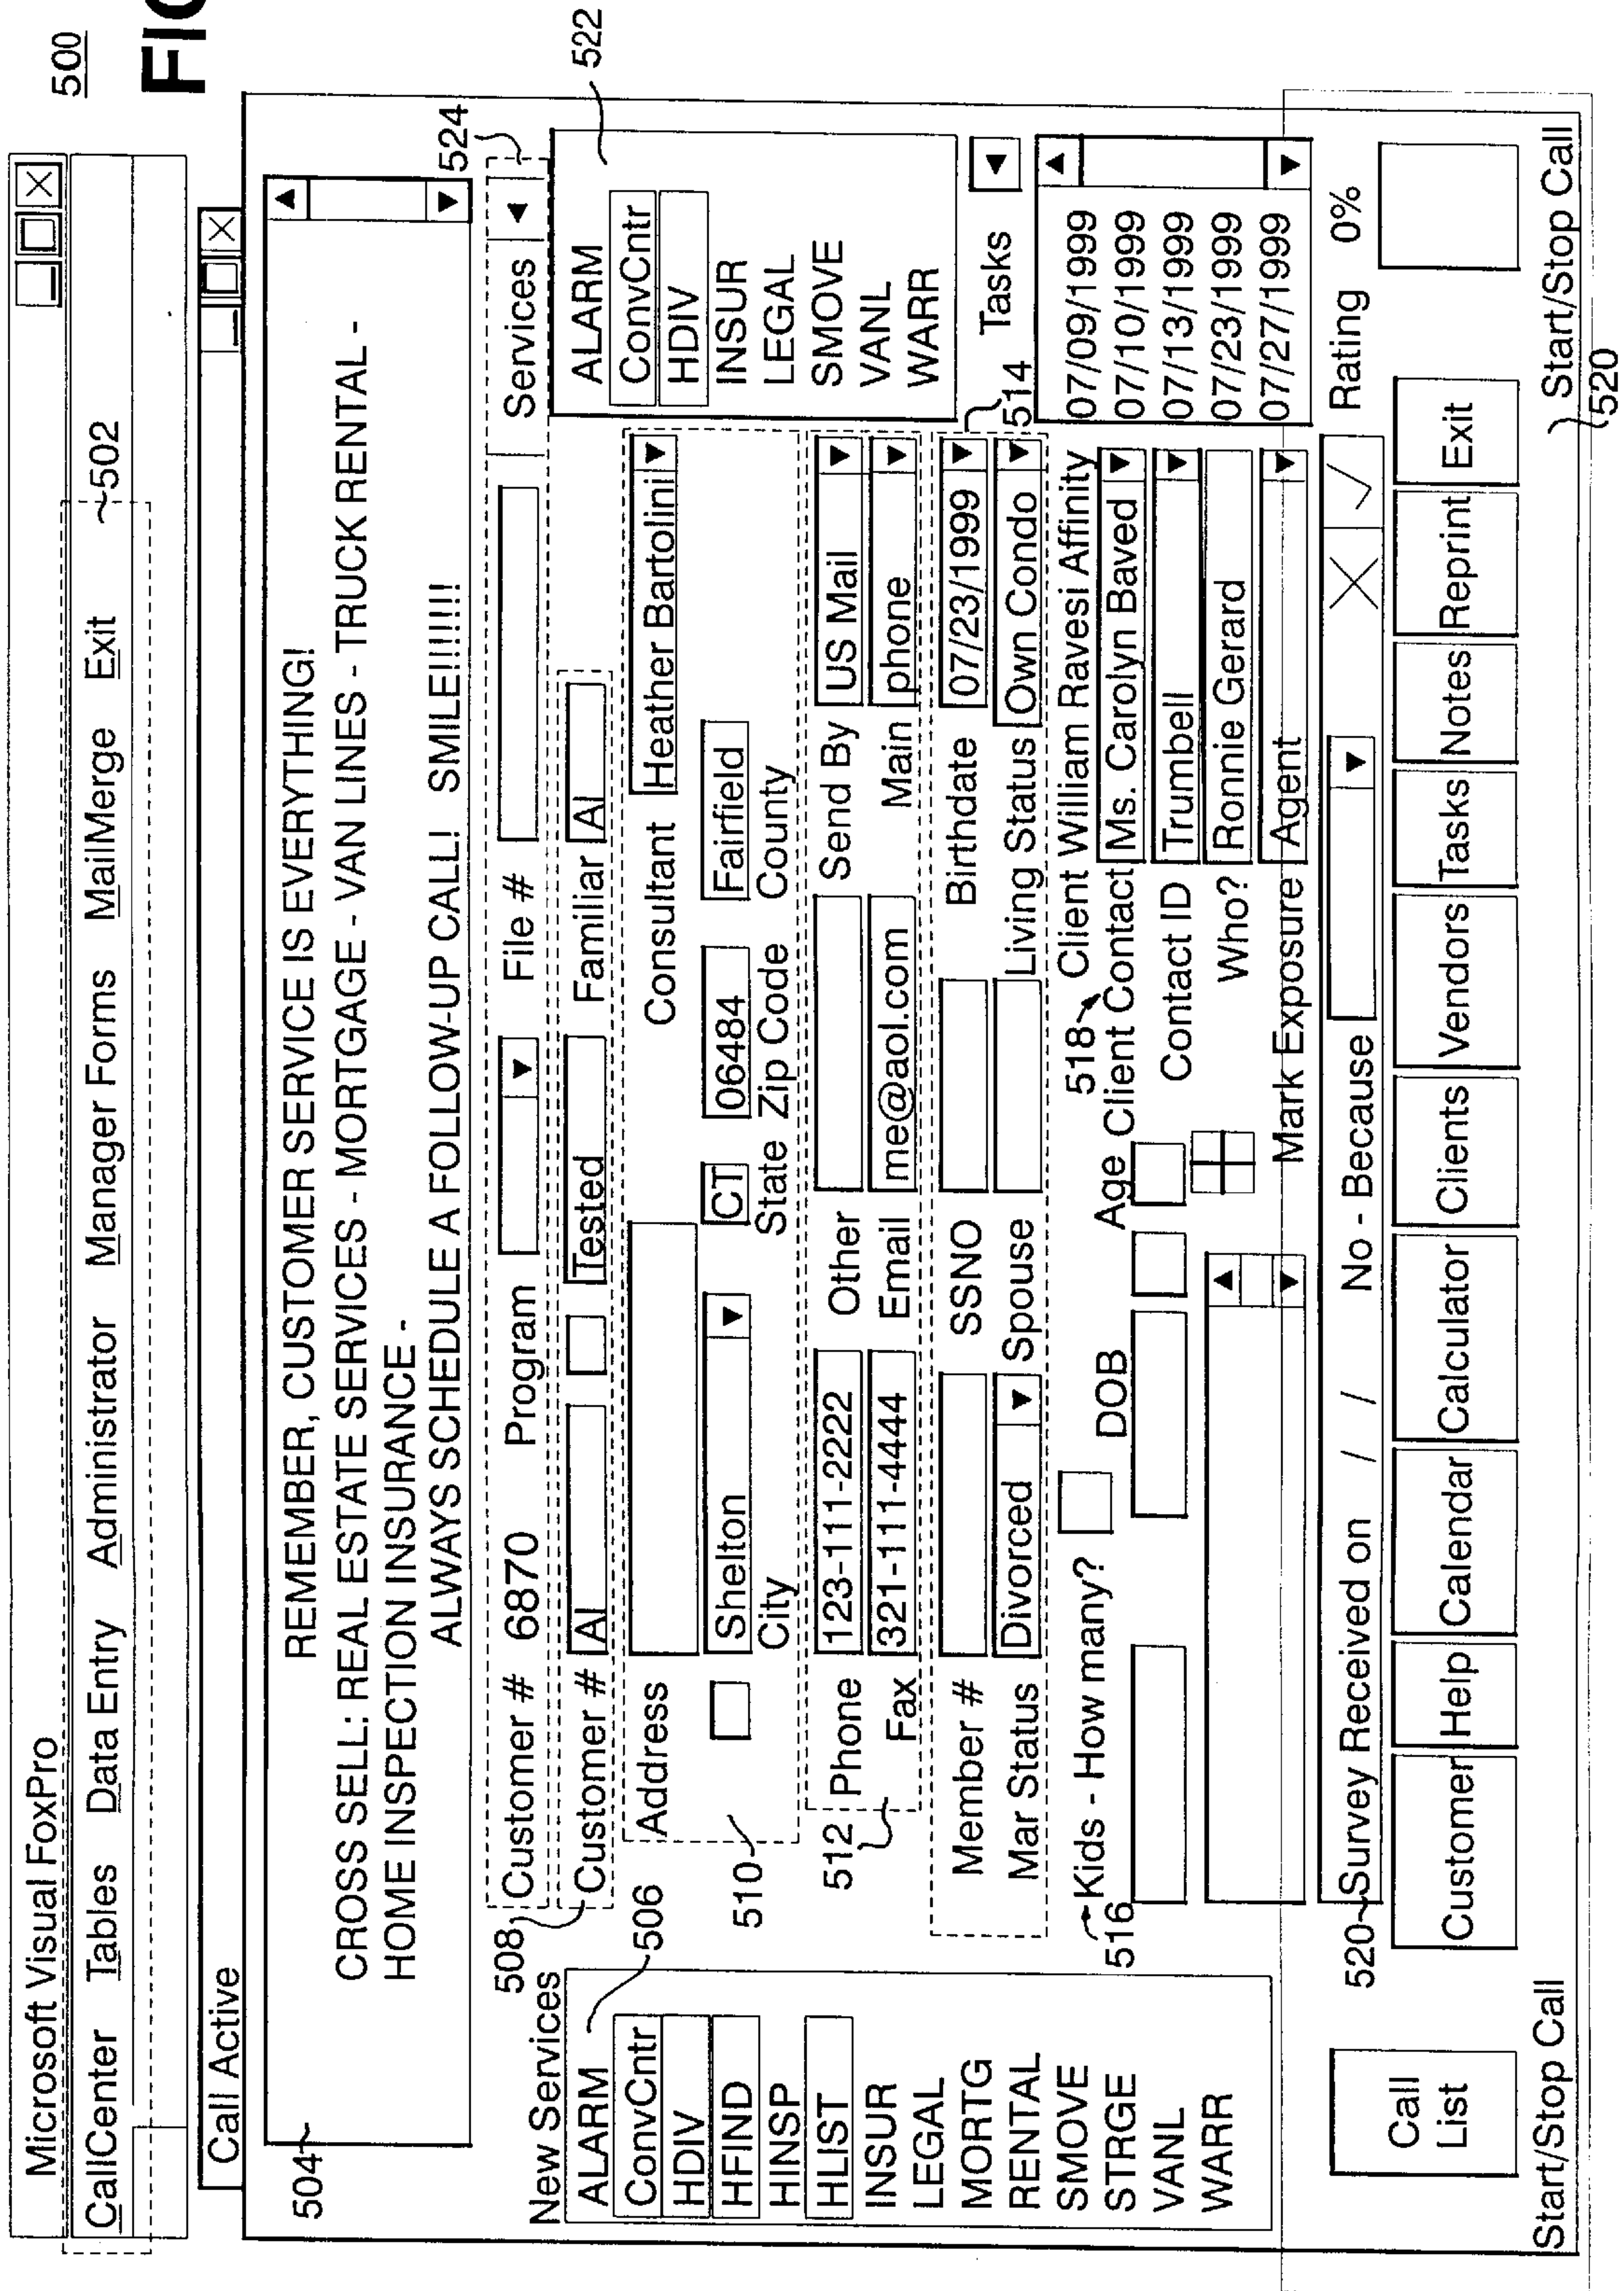 500
FIG
Microsoft Visual FoxPro
CallCenter Tables Data Entry Administrator Manager Forms MailMerge Exit ~502
Call Active
504
REMEMBER, CUSTOMER SERVICE IS EVERYTHING!
CROSS SELL: REAL ESTATE SERVICES - MORTGAGE - VAN LINES - TRUCK RENTAL -
HOME INSPECTION INSURANCE -
ALWAYS SCHEDULE A FOLLOW-UP CALL! SMILE!!!!!!!
524
522
508
Customer # 6870 Program File # Services
Customer # Al Tested Familiar Al
506
New Services
ALARM
ConvCntr
HDIV
HFIND
HINSP
HLIST
INSUR
LEGAL
MORTG
RENTAL
SMOVE
STRGE
VANL
WARR
Address Consultant Heather Bartolini
510
Shelton CT 06484 Fairfield
City State Zip Code County
512 Phone 123-111-2222 Other Send By US Mail
Fax 321-111-4444 Email me@aol.com Main phone
Member # SSNO Birthdate 07/23/1999
Mar Status Divorced Spouse Living Status Own Condo
514
516
Kids - How many?
DOB Age
518 Client William Ravesi Affinity
Client Contact Ms. Carolyn Baved
Contact ID Trumbell
Who? Ronnie Gerard
Mark Exposure Agent
ALARM
ConvCntr
HDIV
INSUR
LEGAL
SMOVE
VANL
WARR
Tasks
07/09/1999
07/10/1999
07/13/1999
07/23/1999
07/27/1999
520 Survey Received on / / No - Because Rating 0%
Call
List
Customer Help Calendar Calculator Clients Vendors Tasks Notes Reprint Exit
Start/Stop Call Start/Stop Call
520